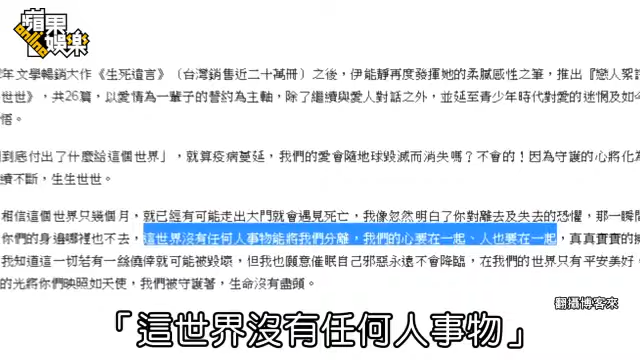 蘋果
online
娛樂
年文學暢銷大作《生死遺言》〔台灣銷售近二十萬冊〕之後，伊能靜再度發揮她的柔膩感性之筆，推出『戀人絮語
世世》，共26篇，以愛情為一輩子的誓約為主軸，除了繼續與愛人對話之外，並延至青少年時代對愛的迷惘及如
悟。
到底付出了什麼給這個世界」，就算疫病蔓延，我們的愛會隨地球毀滅而消失嗎？不會的！因為守護的心將化為
續不斷，生生世世。
相信這個世界只幾個月，就已經有可能走出大門就會遇見死亡，我像忽然明白了你對離去及失去的恐懼，那一瞬間
你們的身邊哪裡也不去，這世界沒有任何人事物能將我們分離，我們的心要在一起、人也要在一起，真真實實的
我知道這一切若有一絲僥倖就可能被毀壞，但我也願意催眠自己邪惡永遠不會降臨，在我們的世界只有平安美好。
的光將你們映照如天使，我們被守護著，生命沒有盡頭。
翻攝博客來
「這世界沒有任何人事物」